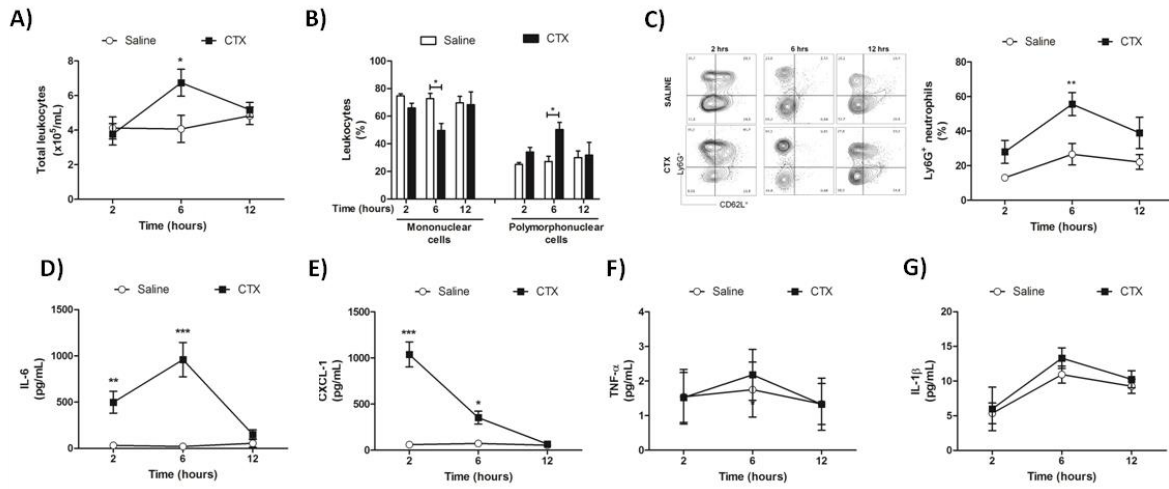 A)
Saline
CTX
Total leukocytes
(x10⁵/mL)
8
6
4
2
0
*
2
6
12
Time (hours)
B)
Saline
CTX
Leukocytes
(%)
100
80
60
40
20
0
*
*
Time (hours) 2 6 12 2 6 12
Mononuclear
cells
Polymorphonuclear
cells
C)
2 hrs
6 hrs
12 hrs
SALINE
CTX
Ly6G⁺
CD62L⁺
Saline
CTX
Ly6G⁺ neutrophils
(%)
80
60
40
20
0
**
2
6
12
Time (hours)
D)
Saline
CTX
IL-6
(pg/mL)
1500
1000
500
0
**
***
2
6
12
Time (hours)
E)
Saline
CTX
CXCL-1
(pg/mL)
1500
1000
500
0
***
*
2
6
12
Time (hours)
F)
Saline
CTX
TNF-α
(pg/mL)
4
3
2
1
0
2
6
12
Time (hours)
G)
Saline
CTX
IL-1β
(pg/mL)
20
15
10
5
0
2
6
12
Time (hours)